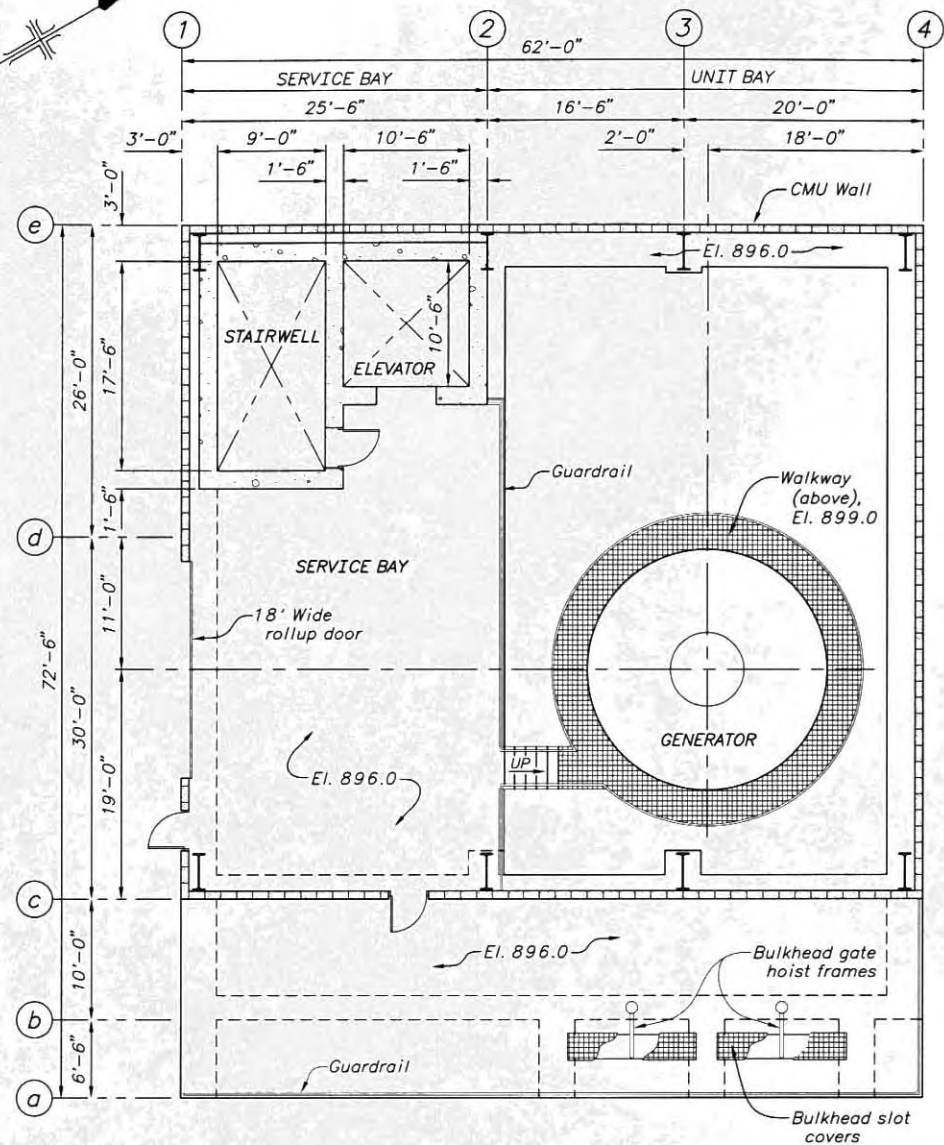 1
2
3
4
62'-0"
SERVICE BAY
UNIT BAY
25'-6"
16'-6"
20'-0"
3'-0"
9'-0"
10'-6"
2'-0"
18'-0"
1'-6"
1'-6"
3'-0"
CMU Wall
e
El. 896.0
STAIRWELL
10'-6"
ELEVATOR
17'-6"
26'-0"
Guardrail
Walkway
(above),
El. 899.0
1'-6"
d
SERVICE BAY
11'-0"
18' Wide
rollup door
72'-6"
30'-0"
GENERATOR
UP
El. 896.0
19'-0"
c
El. 896.0
Bulkhead gate
hoist frames
10'-0"
b
6'-6"
Guardrail
a
Bulkhead slot
covers